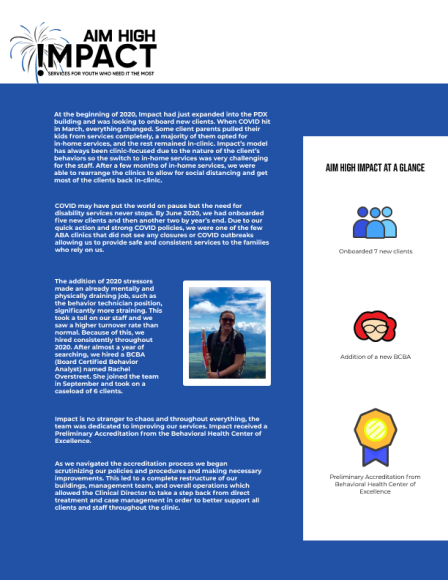 AIM HIGH
IMPACT
SERVICES FOR YOUTH WHO NEED IT THE MOST
At the beginning of 2020, Impact had just expanded into the PDX
building and was looking to onboard new clients. When COVID hit
in March, everything changed. Some client parents pulled their
kids from services completely, a majority of them opted for
in-home services, and the rest remained in-clinic. Impact's model
has always been clinic-focused due to the nature of the client's
behaviors so the switch to in-home services was very challenging
for the staff. After a few months of in-home services, we were
able to rearrange the clinics to allow for social distancing and get
most of the clients back in-clinic.
COVID may have put the world on pause but the need for
disability services never stops. By June 2020, we had onboarded
five new clients and then another two by year's end. Due to our
quick action and strong COVID policies, we were one of the few
ABA clinics that did not see any closures or COVID outbreaks
allowing us to provide safe and consistent services to the families
who rely on us.
The addition of 2020 stressors
made an already mentally and
physically draining job, such as
the behavior technician position,
significantly more straining. This
took a toll on our staff and we
saw a higher turnover rate than
normal. Because of this, we
hired consistently throughout
2020. After almost a year of
searching, we hired a BCBA
(Board Certified Behavior
Analyst) named Rachel
Overstreet. She joined the team
in September and took on a
caseload of 6 clients.
Impact is no stranger to chaos and throughout everything, the
team was dedicated to improving our services. Impact received a
Preliminary Accreditation from the Behavioral Health Center of
Excellence.
As we navigated the accreditation process we began
scrutinizing our policies and procedures and making necessary
improvements. This led to a complete restructure of our
buildings, management team, and overall operations which
allowed the Clinical Director to take a step back from direct
treatment and case management in order to better support all
clients and staff throughout the clinic.
AIM HIGH IMPACT AT A GLANCE
Onboarded 7 new clients
Addition of a new BCBA
Preliminary Accreditation from
Behavioral Health Center of
Excellence